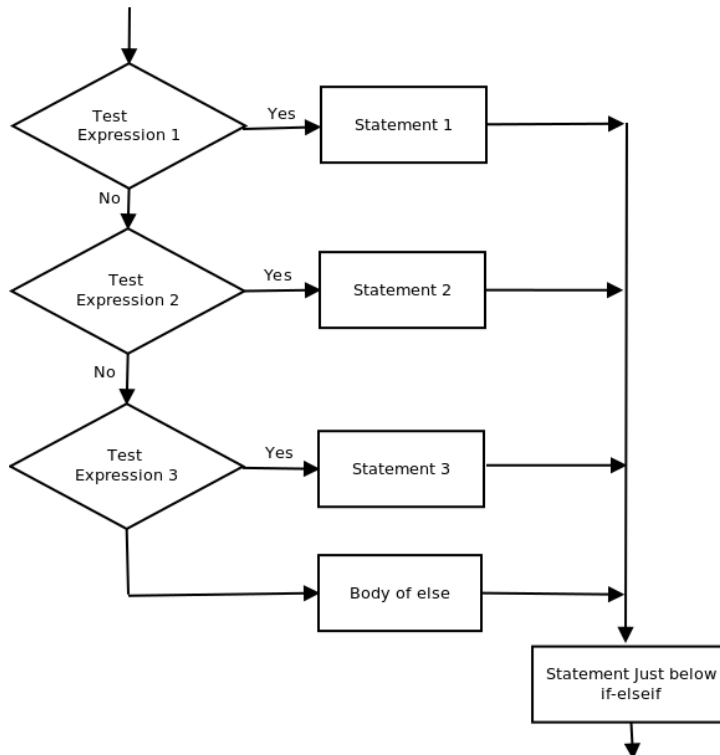 Test
Expression 1
Yes
Statement 1
No
Test
Expression 2
Yes
Statement 2
No
Test
Expression 3
Yes
Statement 3
Body of else
Statement Just below
if-elseif